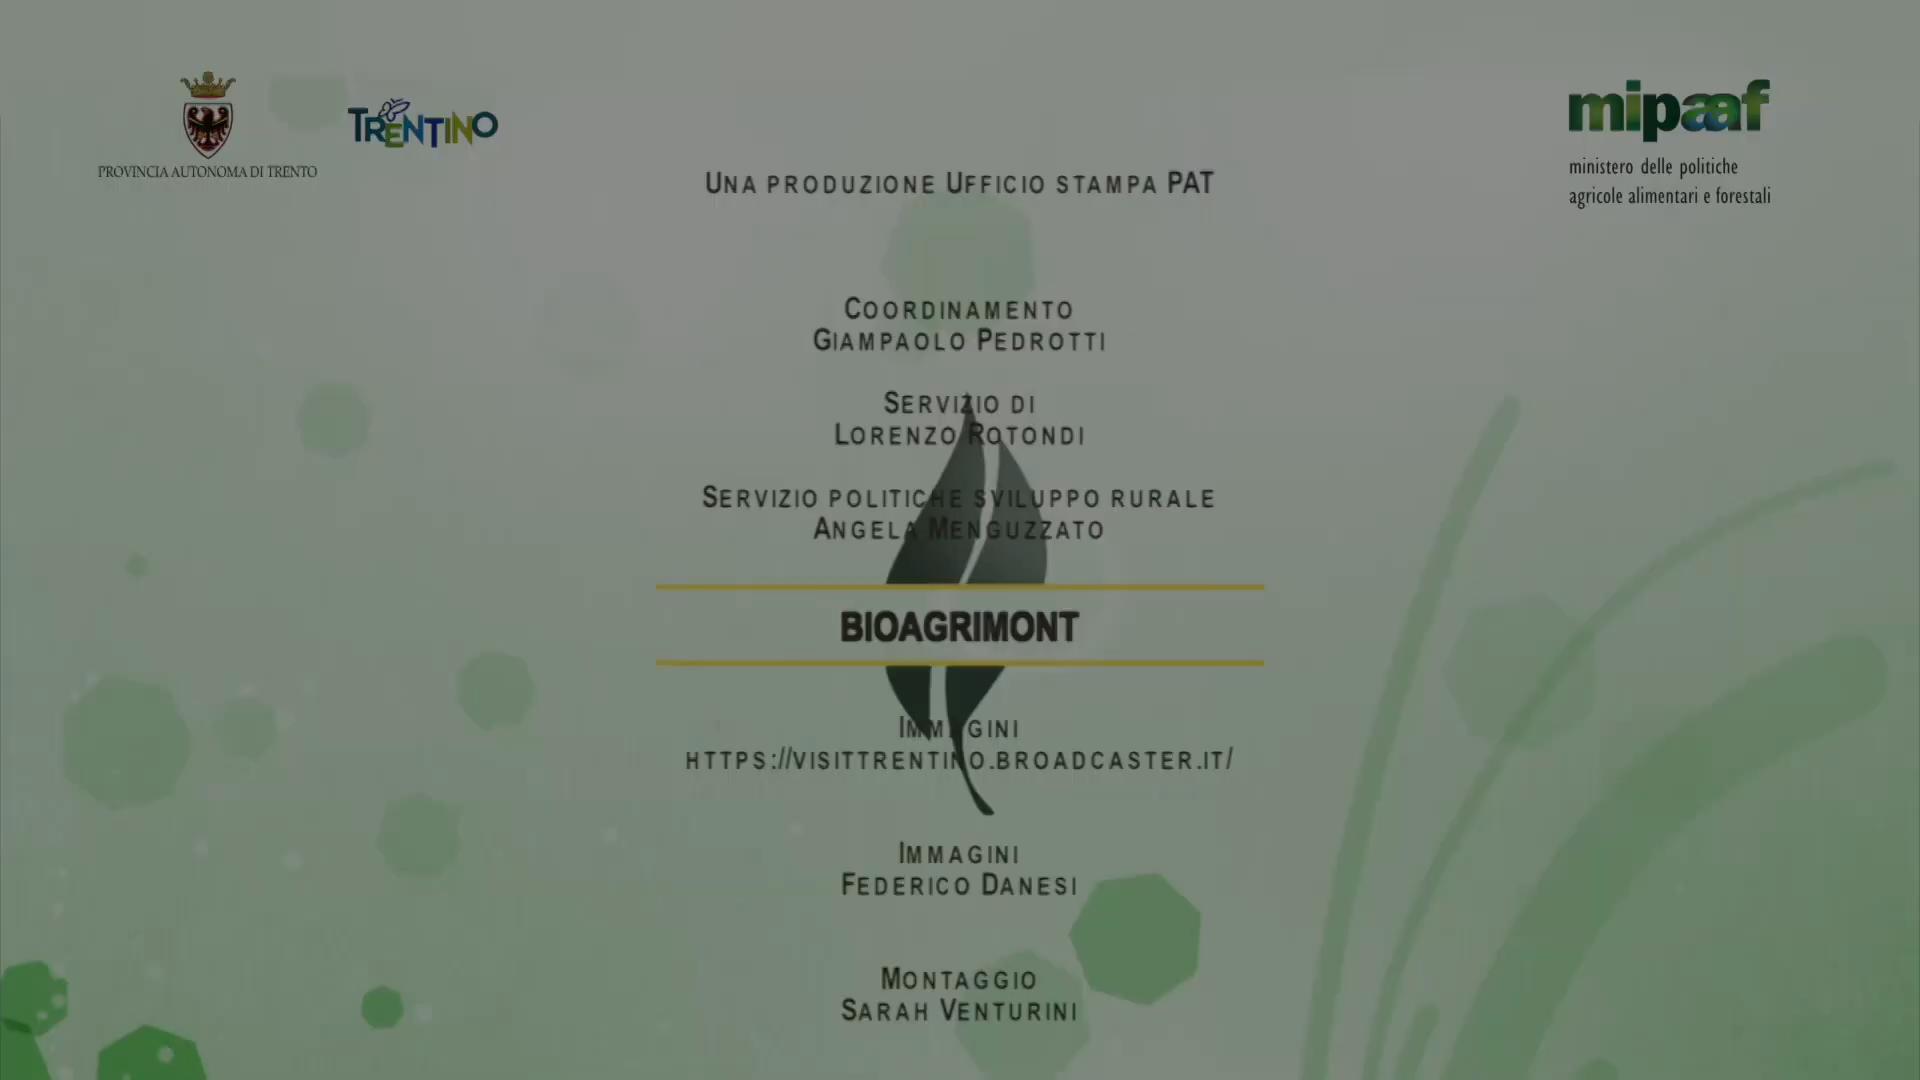 PROVINCIA AUTONOMA DI TRENTO
TRENTINO
mipaaf
ministero delle politiche
agricole alimentari e forestali
UNA PRODUZIONE UFFICIO STAMPA PAT
COORDINAMENTO
GIAMPAOLO PEDROTTI
SERVIZIO DI
LORENZO ROTONDI
SERVIZIO POLITICHE SVILUPPO RURALE
ANGELA MENGUZZATO
BIOAGRIMONT
IMMAGINI
HTTPS://VISITTRENTINO.BROADCASTER.IT/
IMMAGINI
FEDERICO DANESI
MONTAGGIO
SARAH VENTURINI